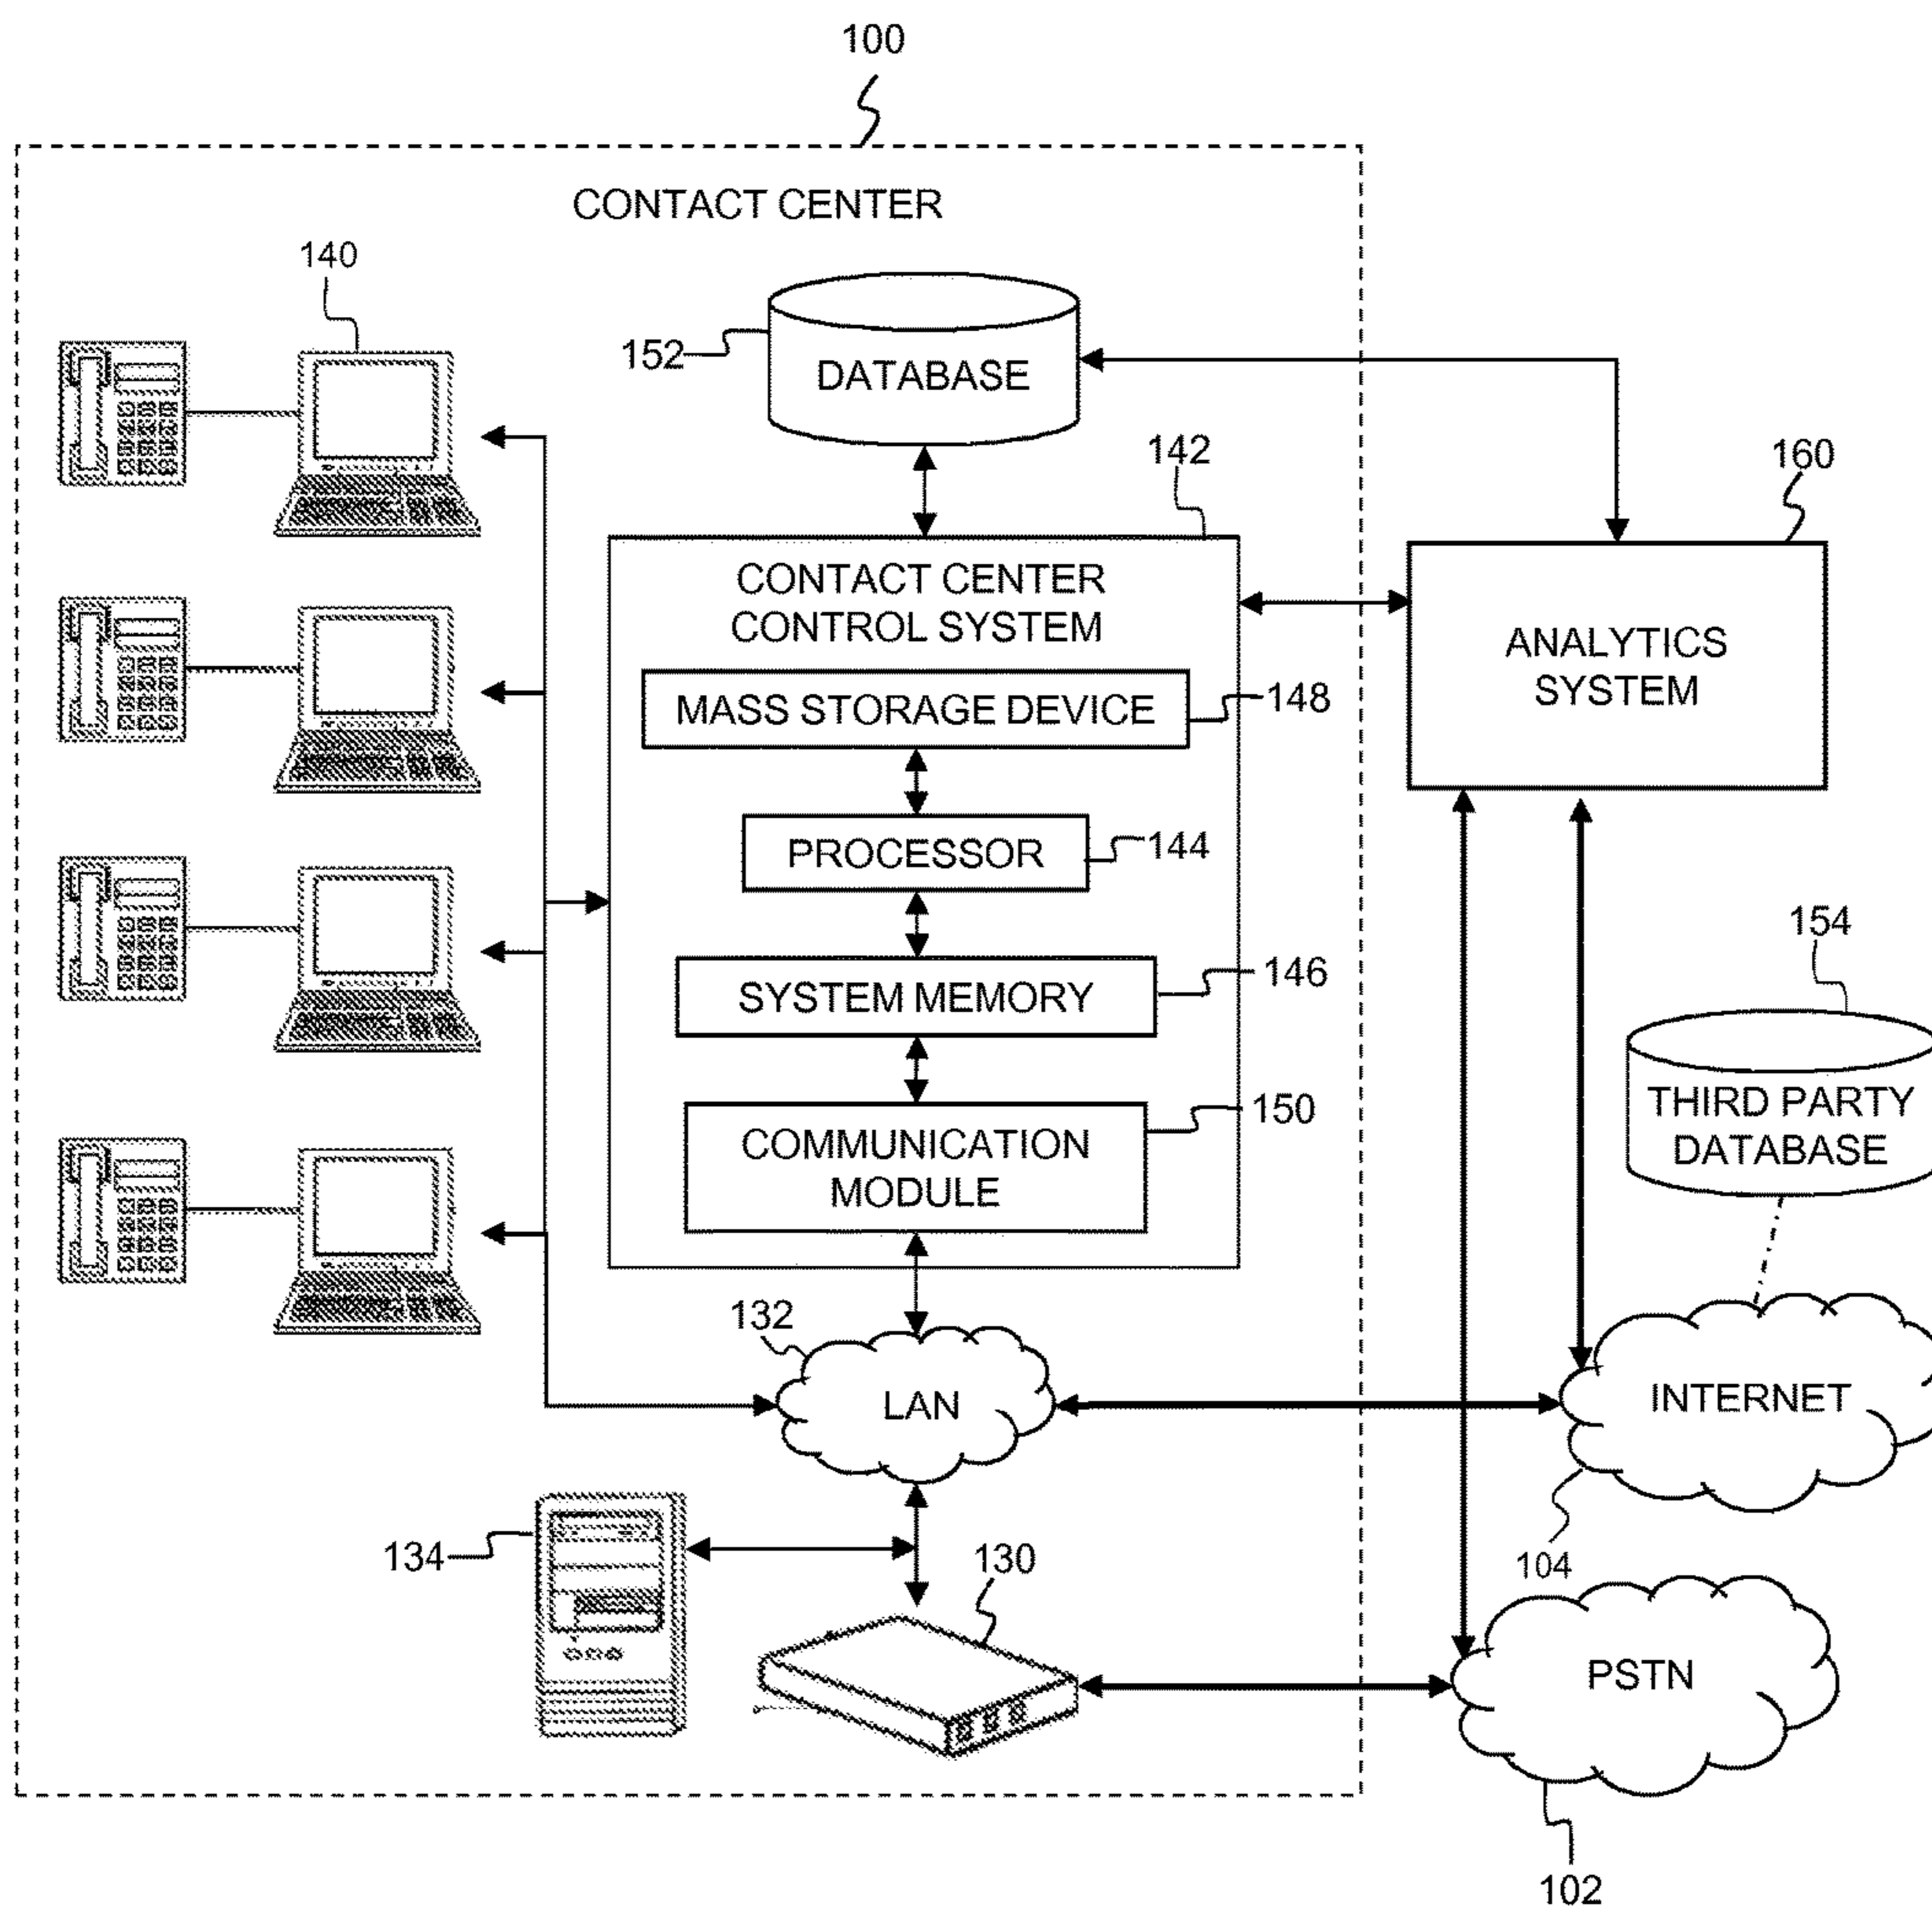 100
CONTACT CENTER
140
152
DATABASE
142
160
CONTACT CENTER
CONTROL SYSTEM
ANALYTICS
SYSTEM
MASS STORAGE DEVICE
148
PROCESSOR
144
154
SYSTEM MEMORY
146
THIRD PARTY
DATABASE
COMMUNICATION
MODULE
150
132
LAN
INTERNET
104
134
130
PSTN
102